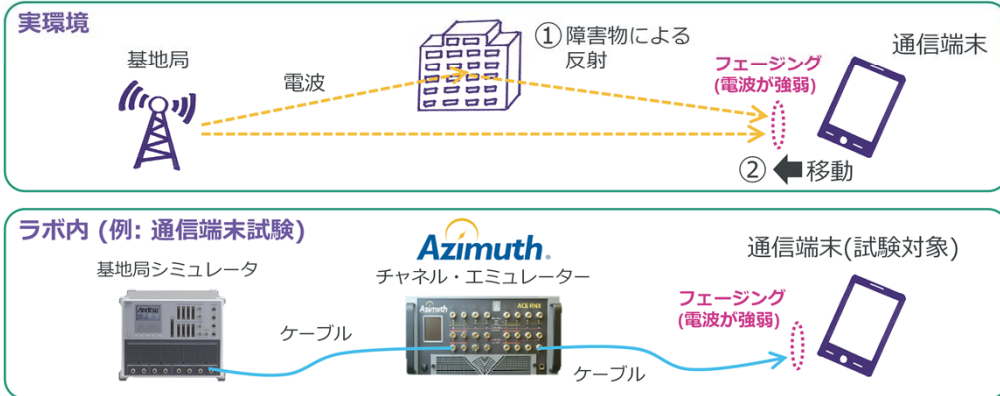 実環境
基地局
電波
① 障害物による
反射
フェージング
(電波が強弱)
通信端末
② 移動
ラボ内 (例: 通信端末試験)
基地局シミュレータ
Anritsu
ケーブル
Azimuth
チャネル・エミュレーター
Azimuth
ACE RNX
ケーブル
通信端末(試験対象)
フェージング
(電波が強弱)